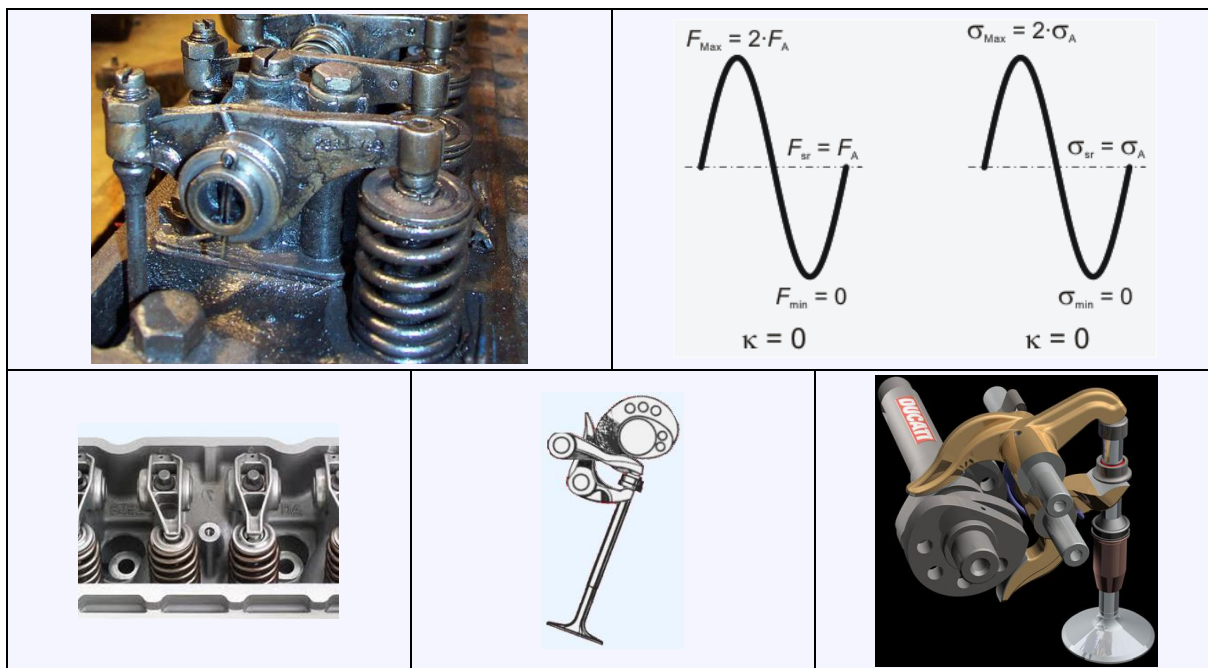 F_Max = 2·F_A
σ_Max = 2·σ_A
F_sr = F_A
σ_sr = σ_A
F_min = 0
σ_min = 0
κ = 0
κ = 0
DUCATI